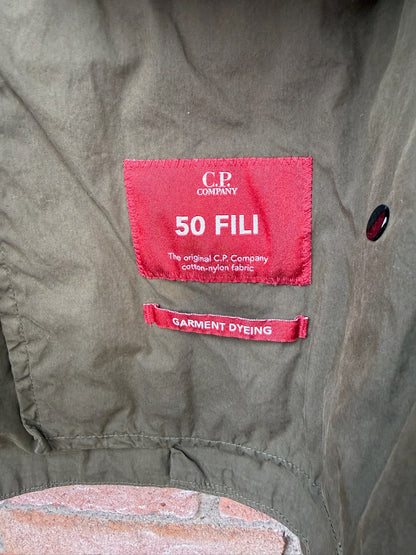 C.P.
COMPANY
50 FILI
The original C.P. Company
cotton-nylon fabric
GARMENT DYEING